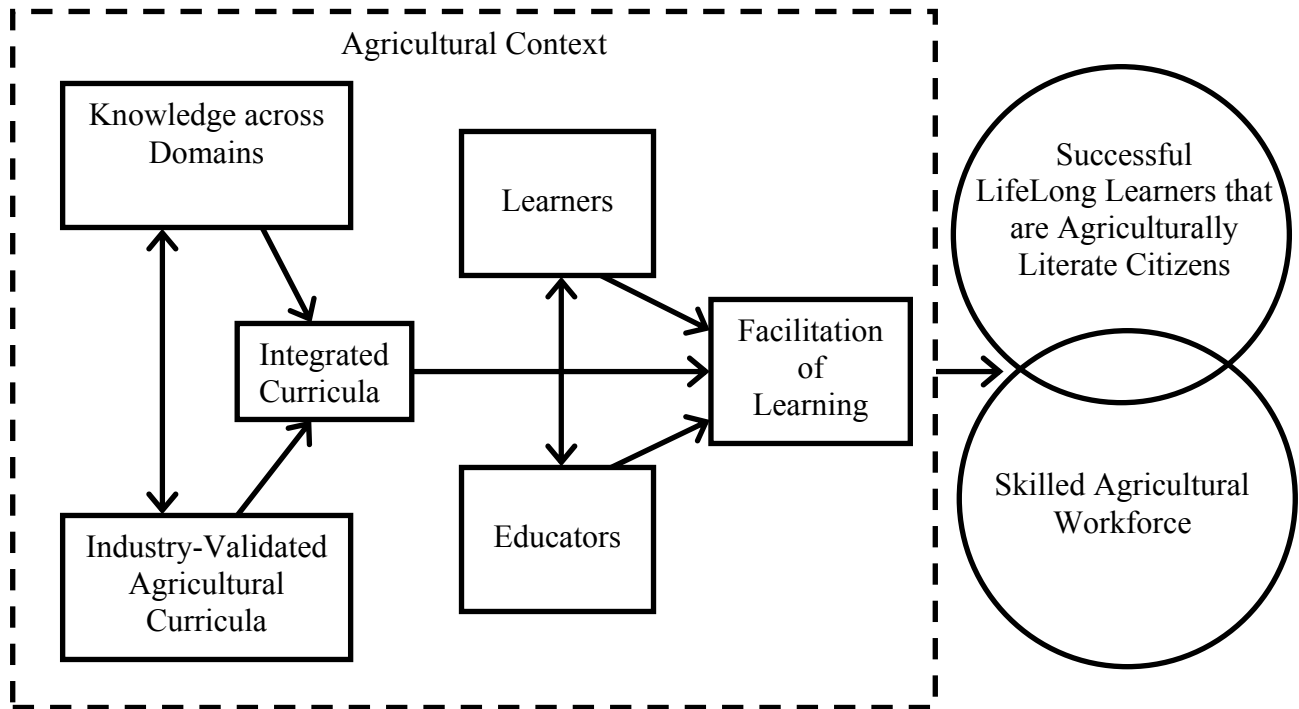 Agricultural Context
Knowledge across
Domains
Learners
Integrated
Curricula
Industry-Validated
Agricultural
Curricula
Educators
Facilitation
of
Learning
Successful
LifeLong Learners that
are Agriculturally
Literate Citizens
Skilled Agricultural
Workforce